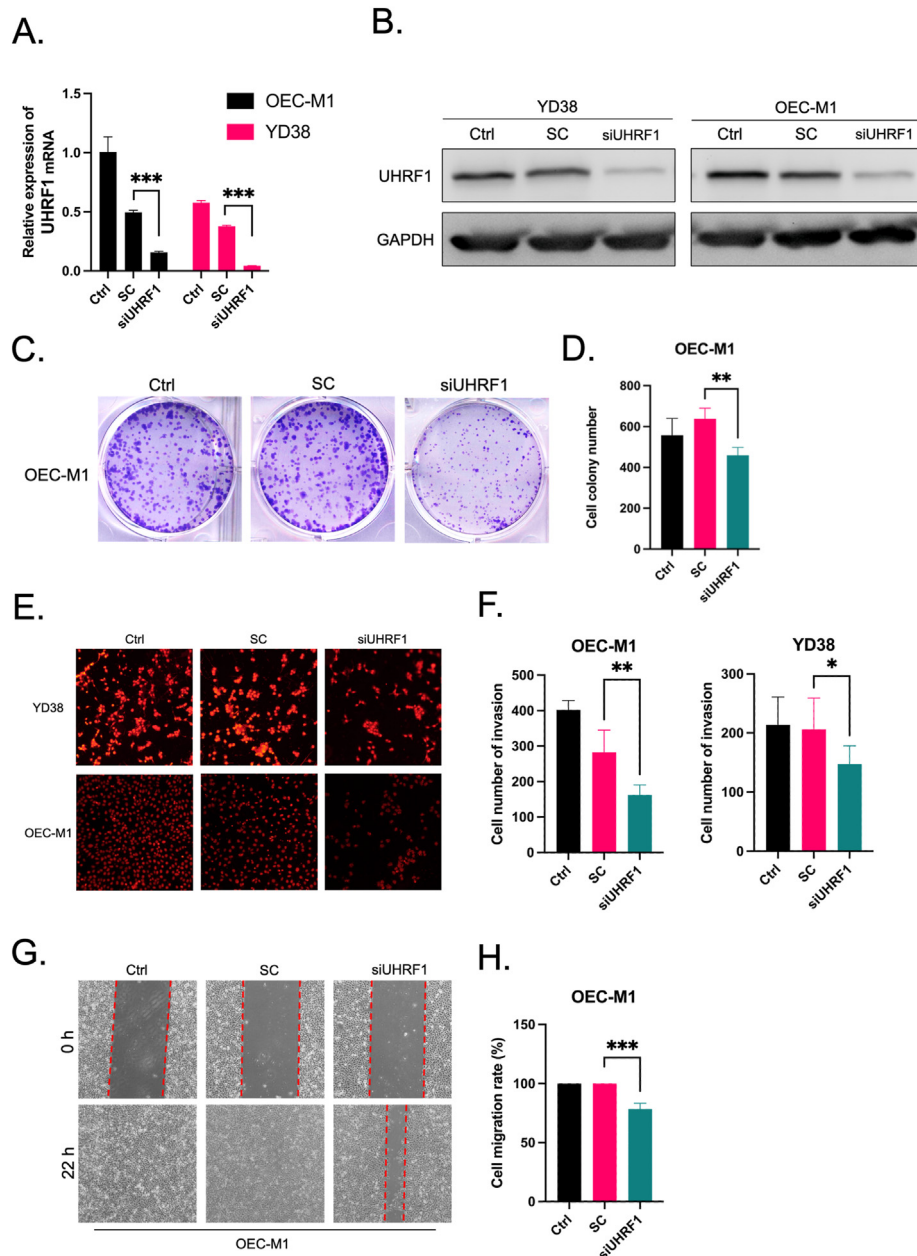 A.
Relative expression of
UHRF1 mRNA
1.5
1.0
0.5
0.0
OEC-M1
YD38
***
***
Ctrl
SC
siUHRF1
Ctrl
SC
siUHRF1
B.
YD38
OEC-M1
Ctrl
SC
siUHRF1
Ctrl
SC
siUHRF1
UHRF1
GAPDH
C.
Ctrl
SC
siUHRF1
OEC-M1
D.
OEC-M1
Cell colony number
800
600
400
200
0
**
Ctrl
SC
siUHRF1
E.
Ctrl
SC
siUHRF1
YD38
OEC-M1
F.
OEC-M1
Cell number of invasion
500
400
300
200
100
0
**
Ctrl
SC
siUHRF1
YD38
Cell number of invasion
300
200
100
0
*
Ctrl
SC
siUHRF1
G.
Ctrl
SC
siUHRF1
0 h
22 h
OEC-M1
H.
OEC-M1
Cell migration rate (%)
150
100
50
0
***
Ctrl
SC
siUHRF1